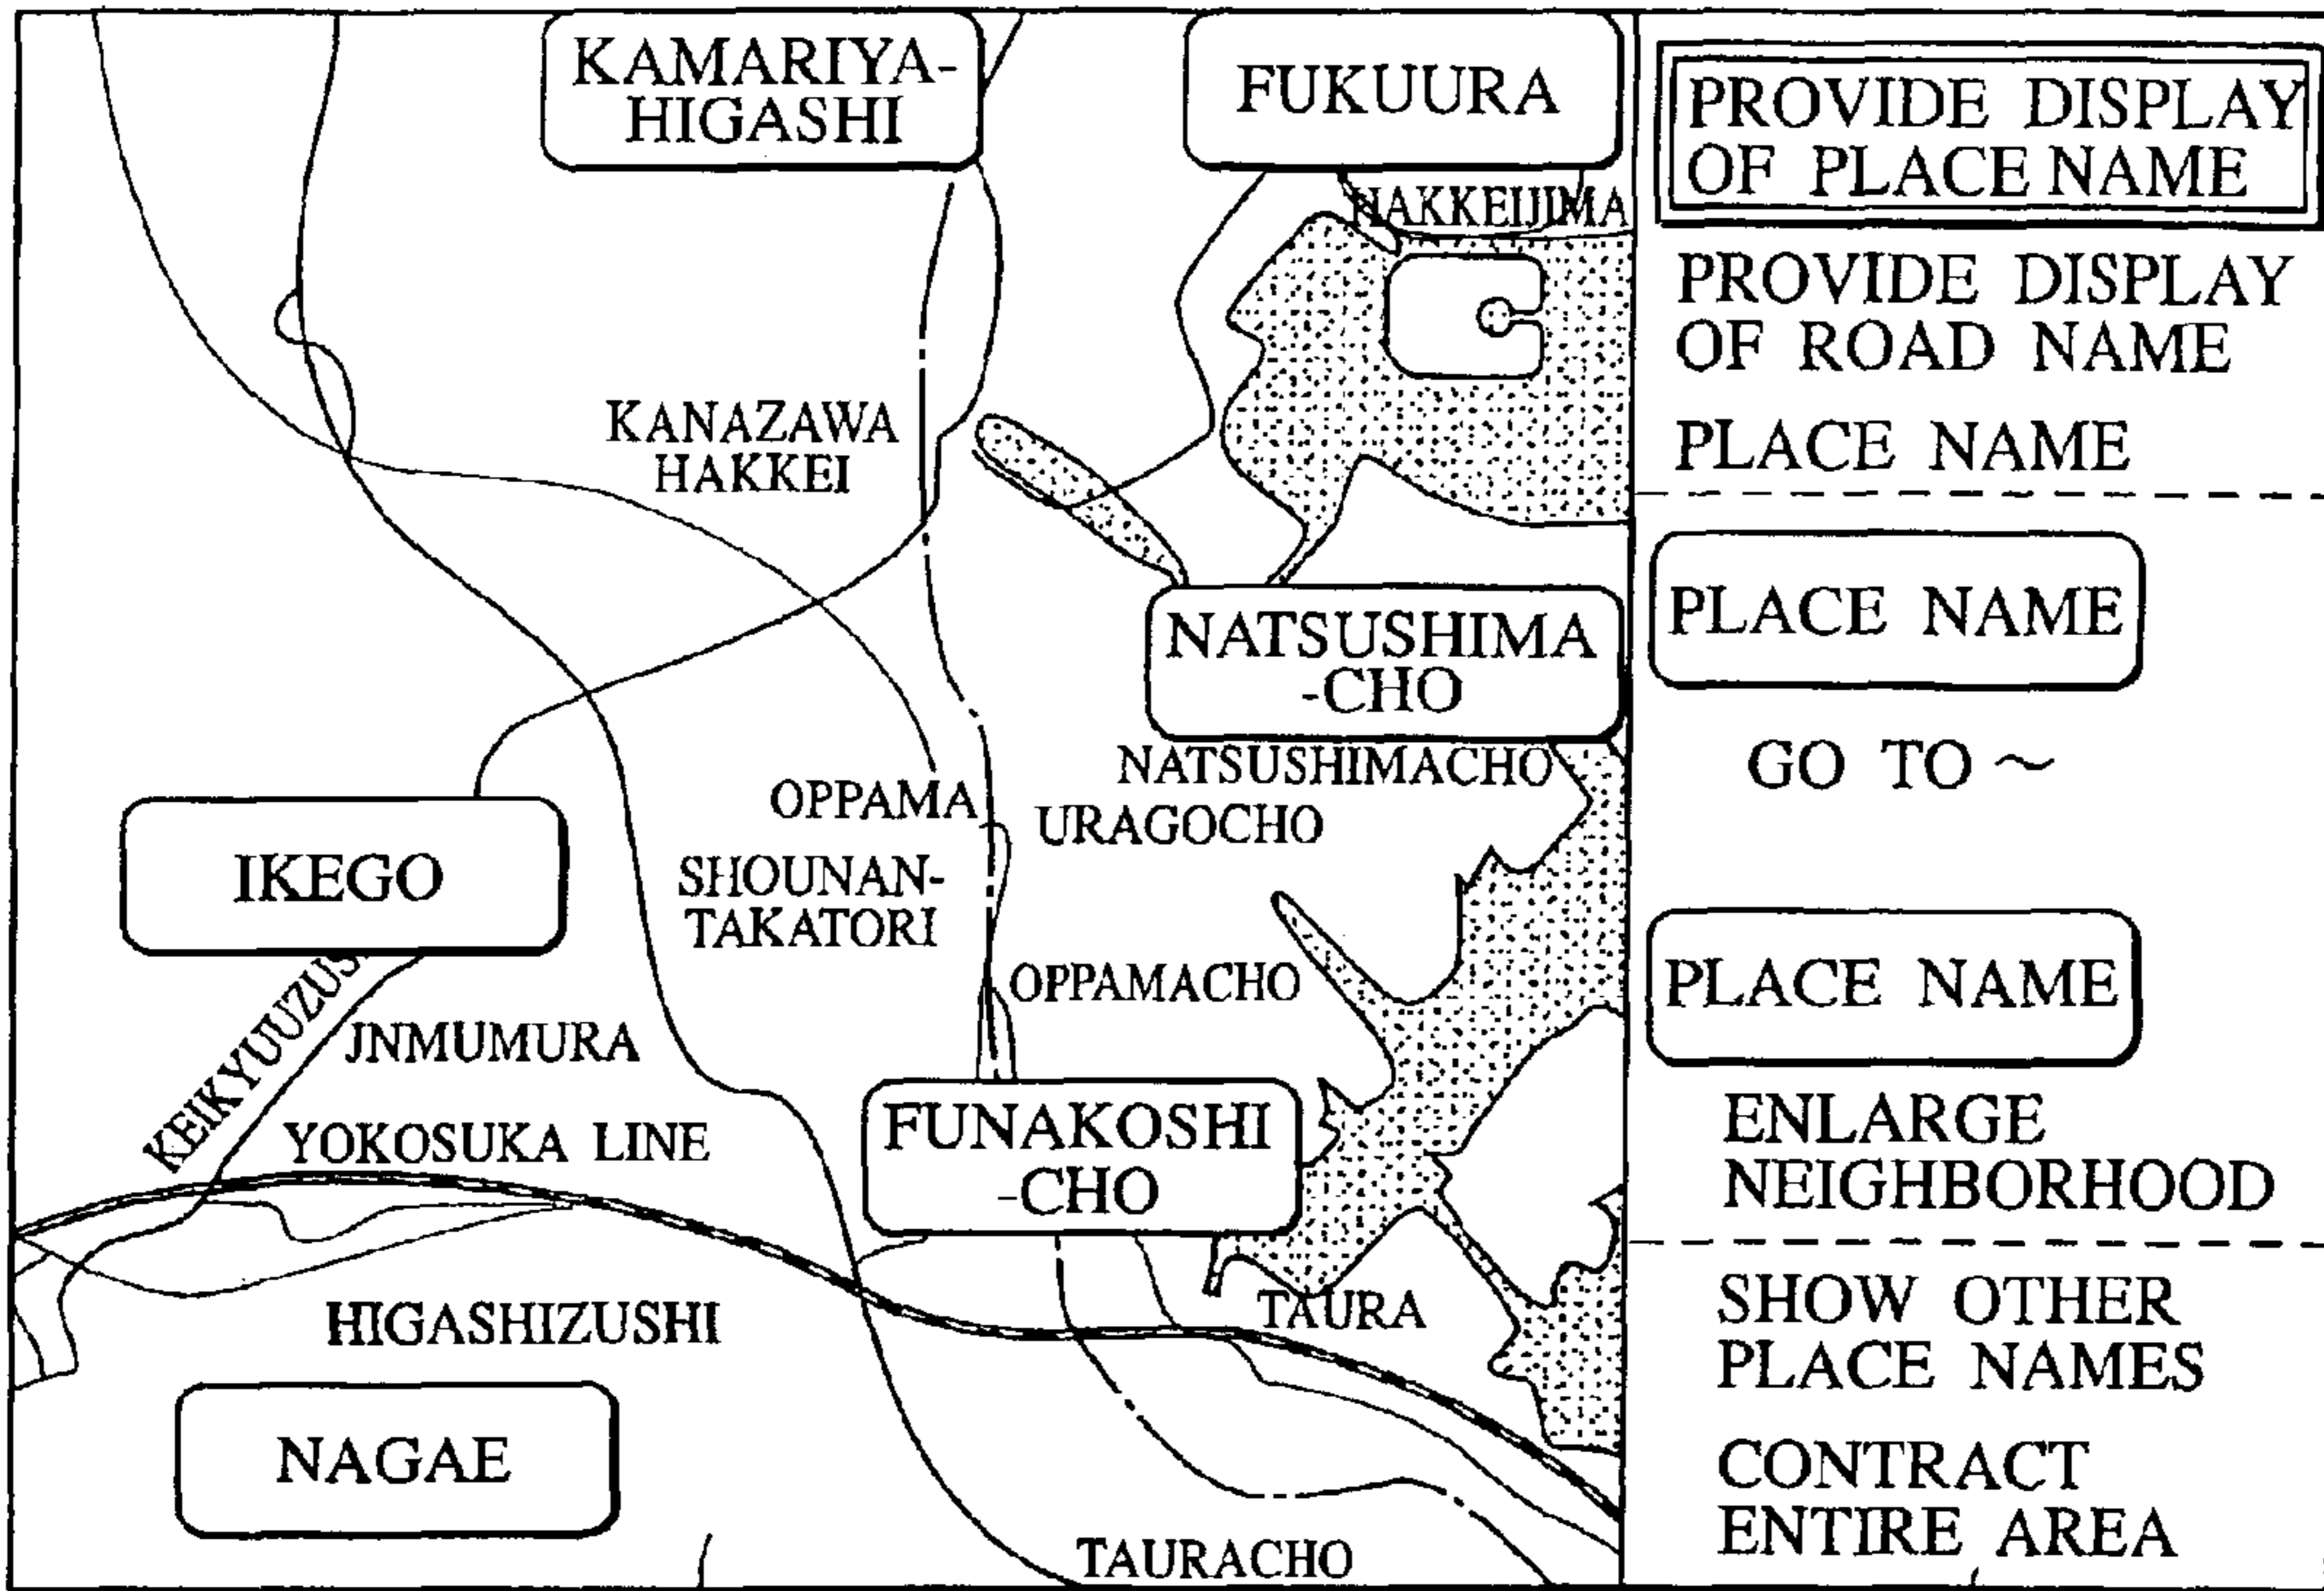 KAMARIYA-
HIGASHI
FUKUURA
HAKKEIJIMA
KANAZAWA
HAKKEI
NATSUSHIMA
-CHO
NATSUSHIMACHO
OPPAMA
URAGOCHO
IKEGO
SHOUNAN-
TAKATORI
OPPAMACHO
KEIKYUUZUS
JNMUMURA
YOKOSUKA LINE
FUNAKOSHI
-CHO
HIGASHIZUSHI
TAURA
NAGAE
TAURACHO
PROVIDE DISPLAY
OF PLACE NAME
PROVIDE DISPLAY
OF ROAD NAME
PLACE NAME
PLACE NAME
GO TO ~
PLACE NAME
ENLARGE
NEIGHBORHOOD
SHOW OTHER
PLACE NAMES
CONTRACT
ENTIRE AREA